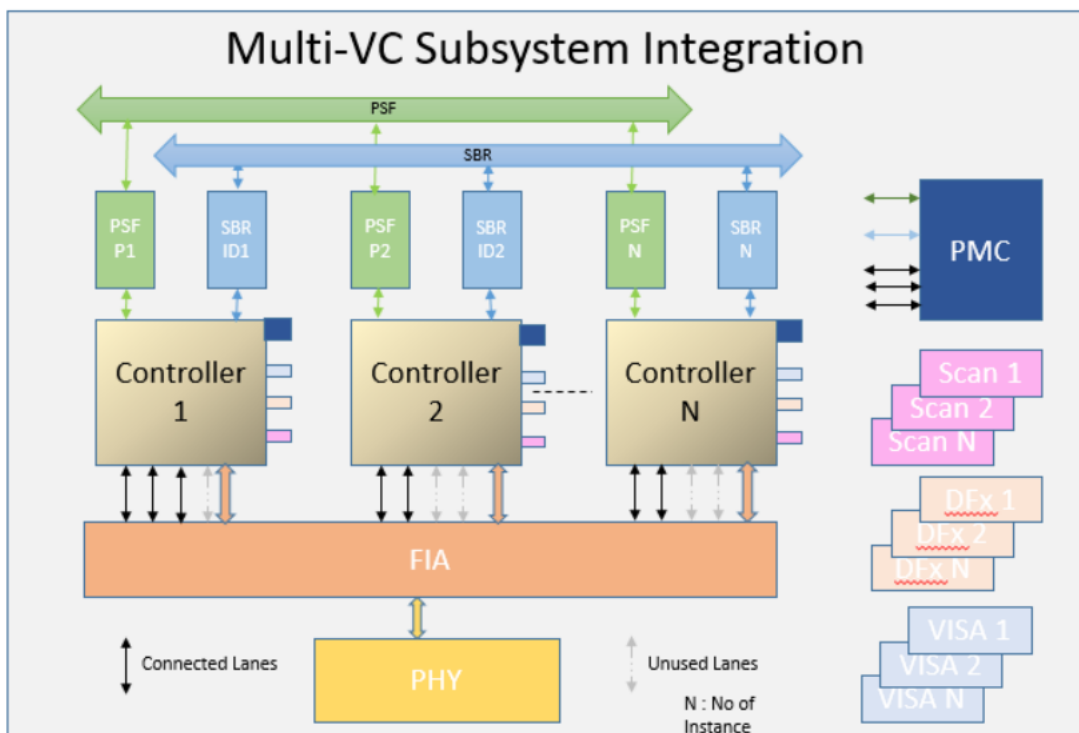 Multi-VC Subsystem Integration
PSF
SBR
PSF
P1
SBR
ID1
PSF
P2
SBR
ID2
PSF
N
SBR
N
PMC
Controller
1
Controller
2
Controller
N
Scan 1
Scan 2
Scan N
DFx 1
DFx 2
DFx N
FIA
PHY
Connected Lanes
Unused Lanes
N : No of
Instance
VISA 1
VISA 2
VISA N